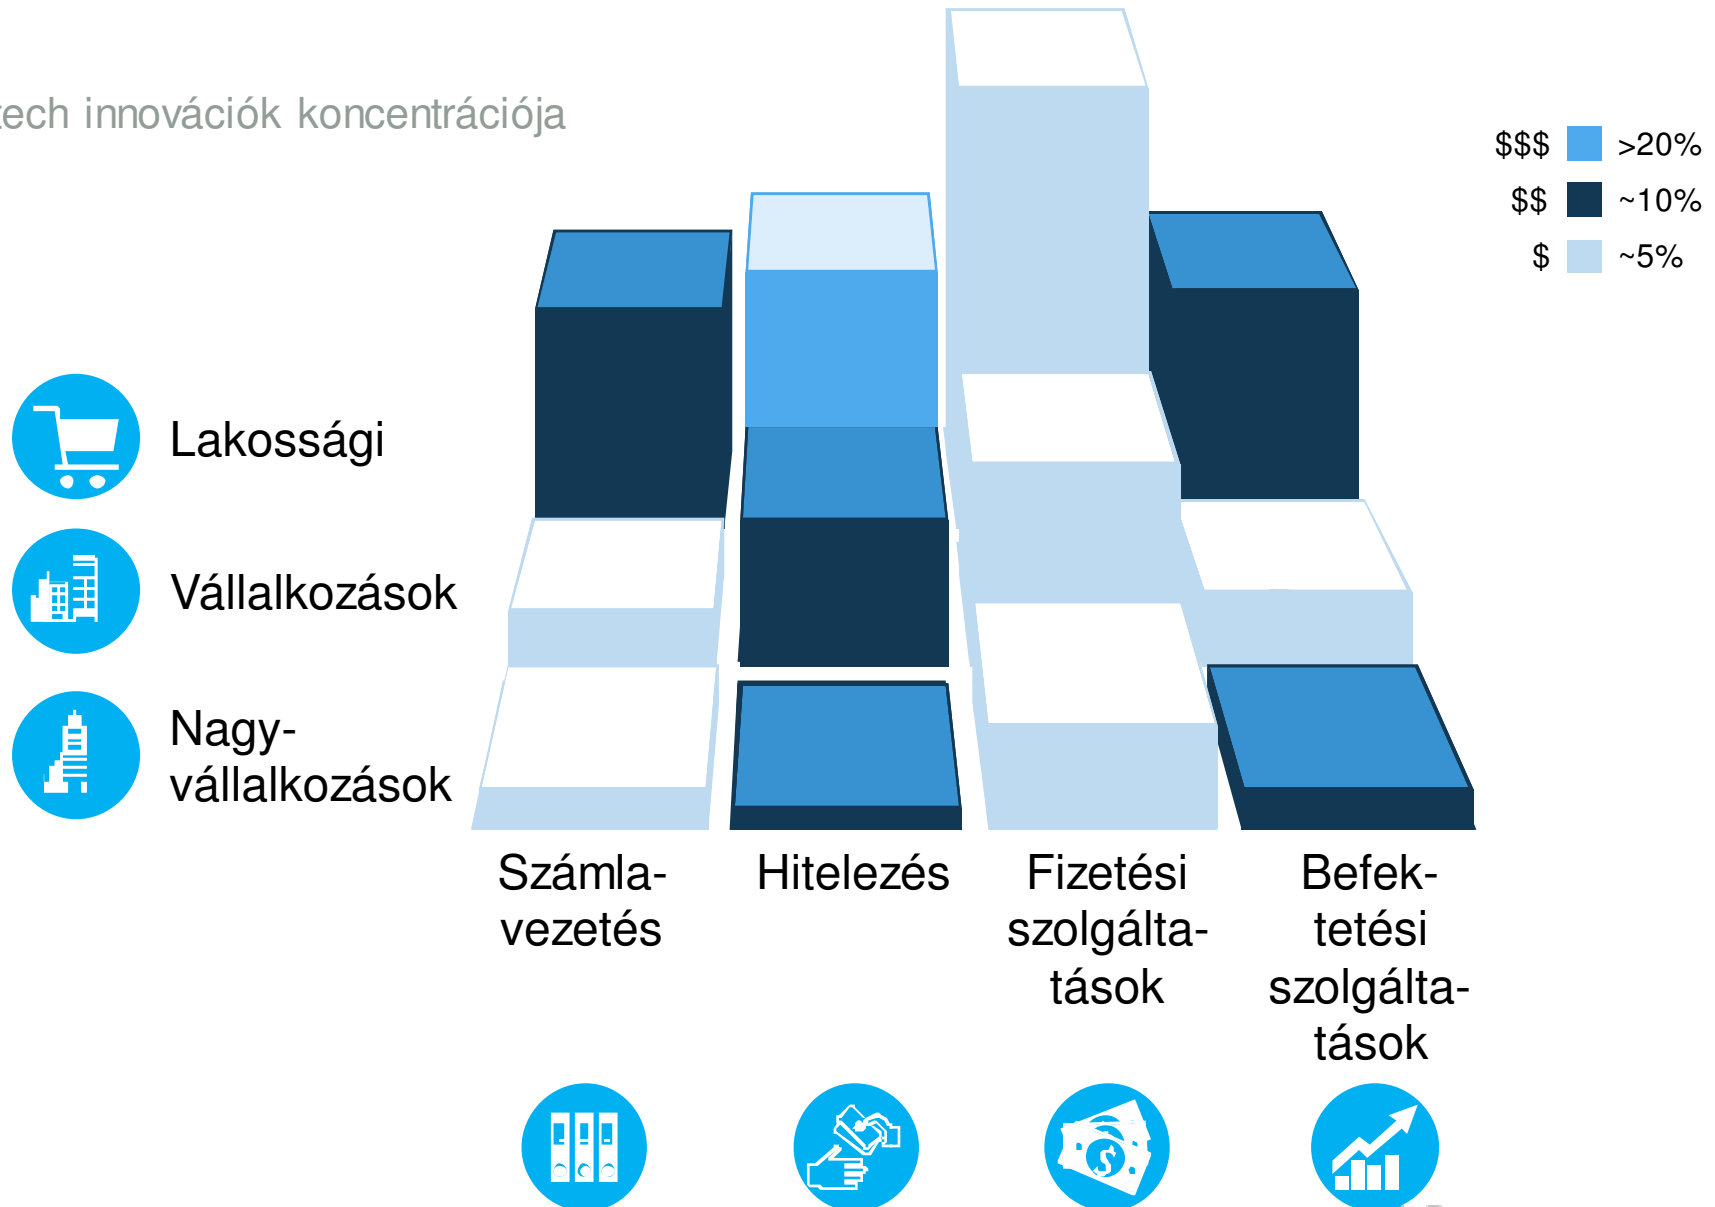 tech innovációk koncentrációja
$$$ >20%
$$ ~10%
$ ~5%
Lakossági
Vállalkozások
Nagy-
vállalkozások
Számla-
vezetés
Hitelezés
Fizetési
szolgálta-
tások
Befek-
tetési
szolgálta-
tások